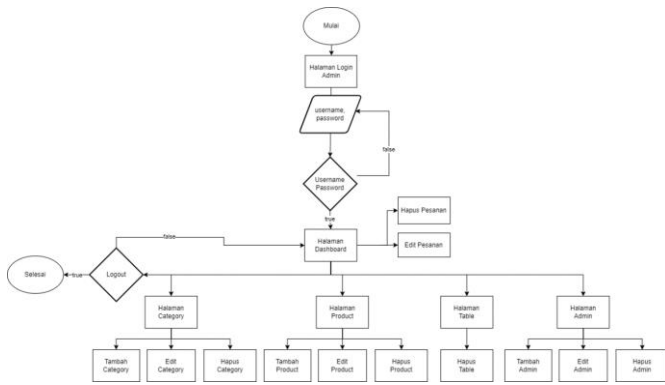 Mulai
Halaman Login
Admin
username,
password
false
Username
Password
true
Hapus Pesanan
false
Halaman
Dashboard
Edit Pesanan
Selesai
true
Logout
Halaman
Category
Halaman
Product
Halaman
Table
Halaman
Admin
Tambah
Category
Edit
Category
Hapus
Category
Tambah
Product
Edit
Product
Hapus
Product
Hapus
Table
Tambah
Admin
Edit
Admin
Hapus
Admin